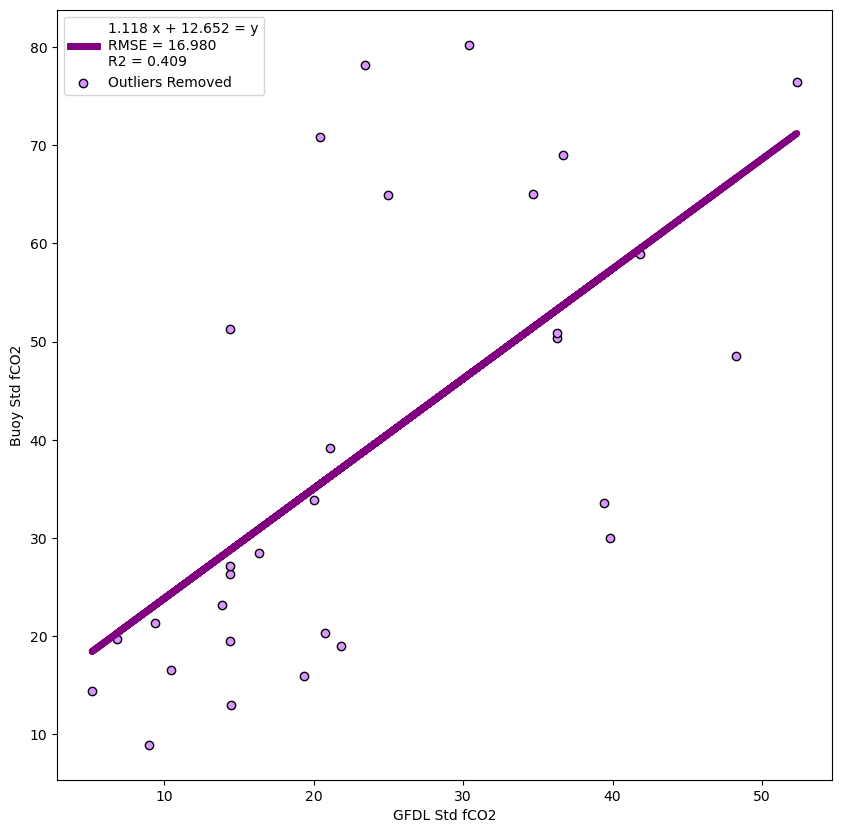 1.118 x + 12.652 = y
RMSE = 16.980
R2 = 0.409
Outliers Removed
80
70
60
50
40
30
20
10
Buoy Std fCO2
10 20 30 40 50
GFDL Std fCO2